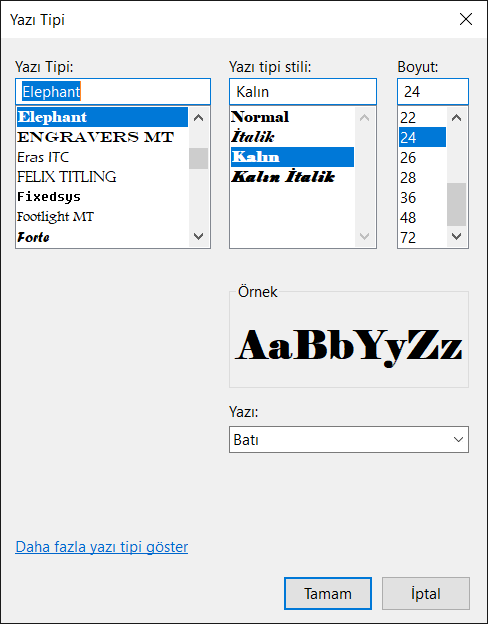 Yazı Tipi
Yazı Tipi:
Elephant
Elephant
ENGRAVERS MT
Eras ITC
FELIX TITLING
Fixedsys
Footlight MT
Forte
Yazı tipi stili:
Kalın
Normal
İtalik
Kalın
Kalın İtalik
Boyut:
24
22
24
26
28
36
48
72
Örnek
AaBbYyZz
Yazı:
Batı
Daha fazla yazı tipi göster
Tamam
İptal